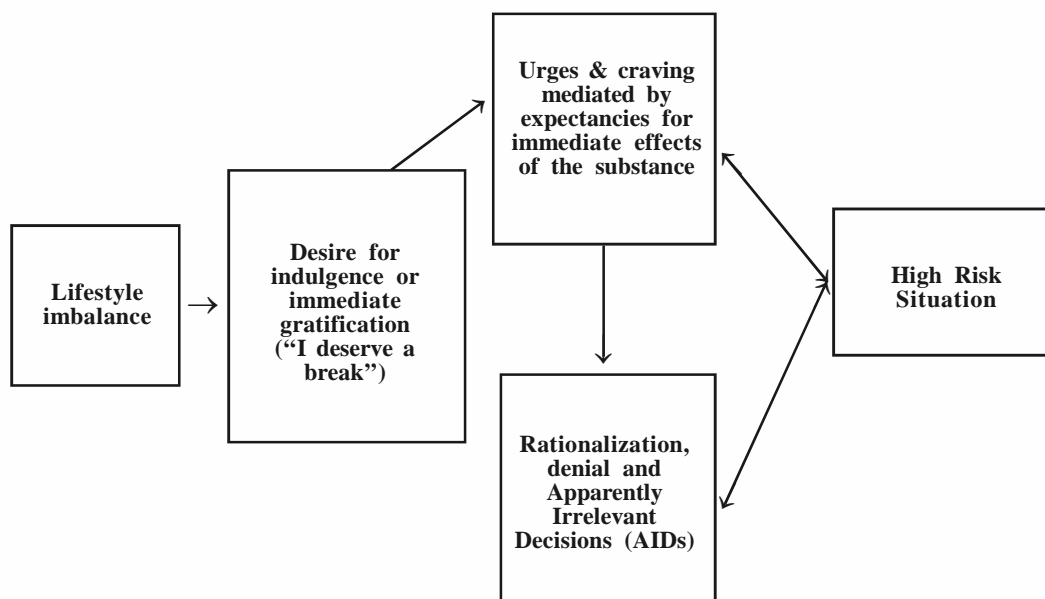 Lifestyle
imbalance
Desire for
indulgence or
immediate
gratification
(“I deserve a
break”)
Urges & craving
mediated by
expectancies for
immediate effects
of the substance
Rationalization,
denial and
Apparently
Irrelevant
Decisions (AIDs)
High Risk
Situation